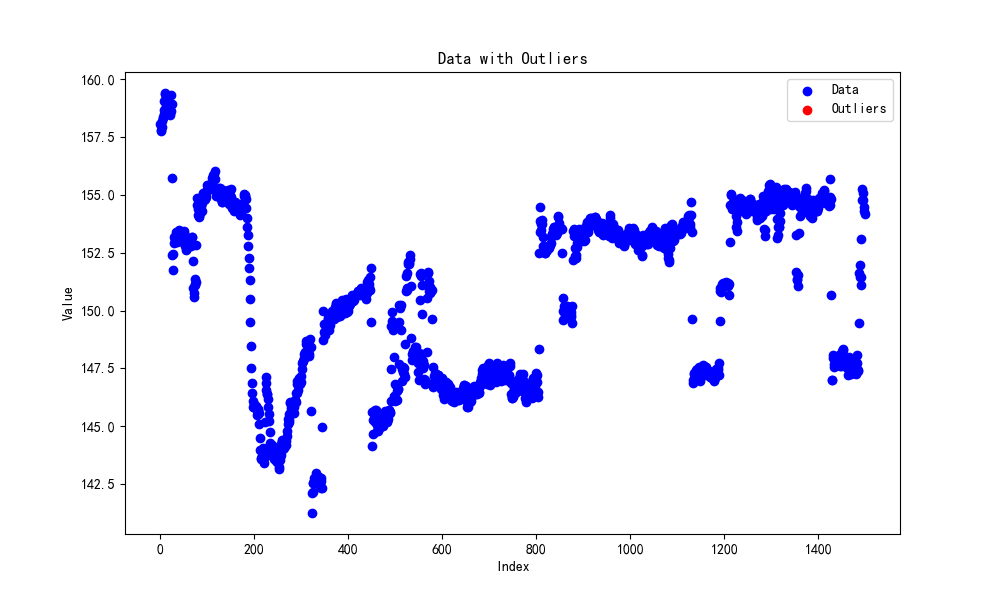 Data with Outliers
Data
Outliers
160.0
157.5
155.0
152.5
150.0
147.5
145.0
142.5
Value
0 200 400 600 800 1000 1200 1400
Index